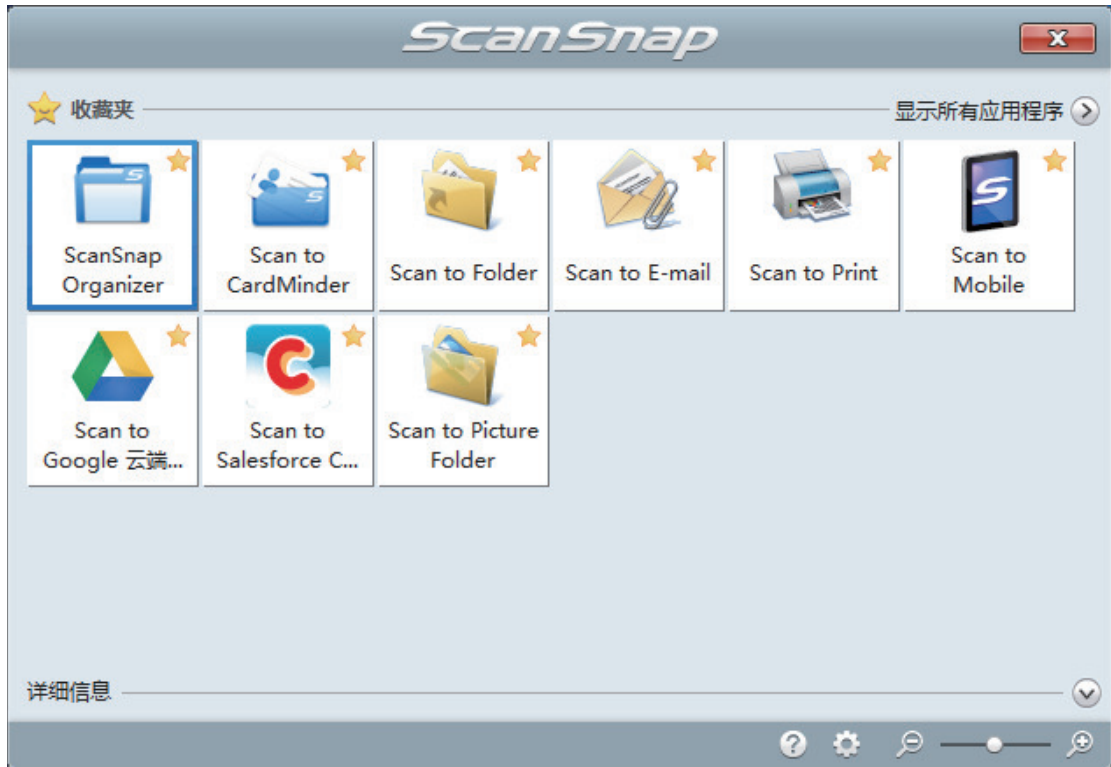 ScanSnap
收藏夹
显示所有应用程序
ScanSnap
Organizer
Scan to
CardMinder
Scan to Folder
Scan to E-mail
Scan to Print
Scan to
Mobile
Scan to
Google 云端...
Scan to
Salesforce C...
Scan to Picture
Folder
详细信息